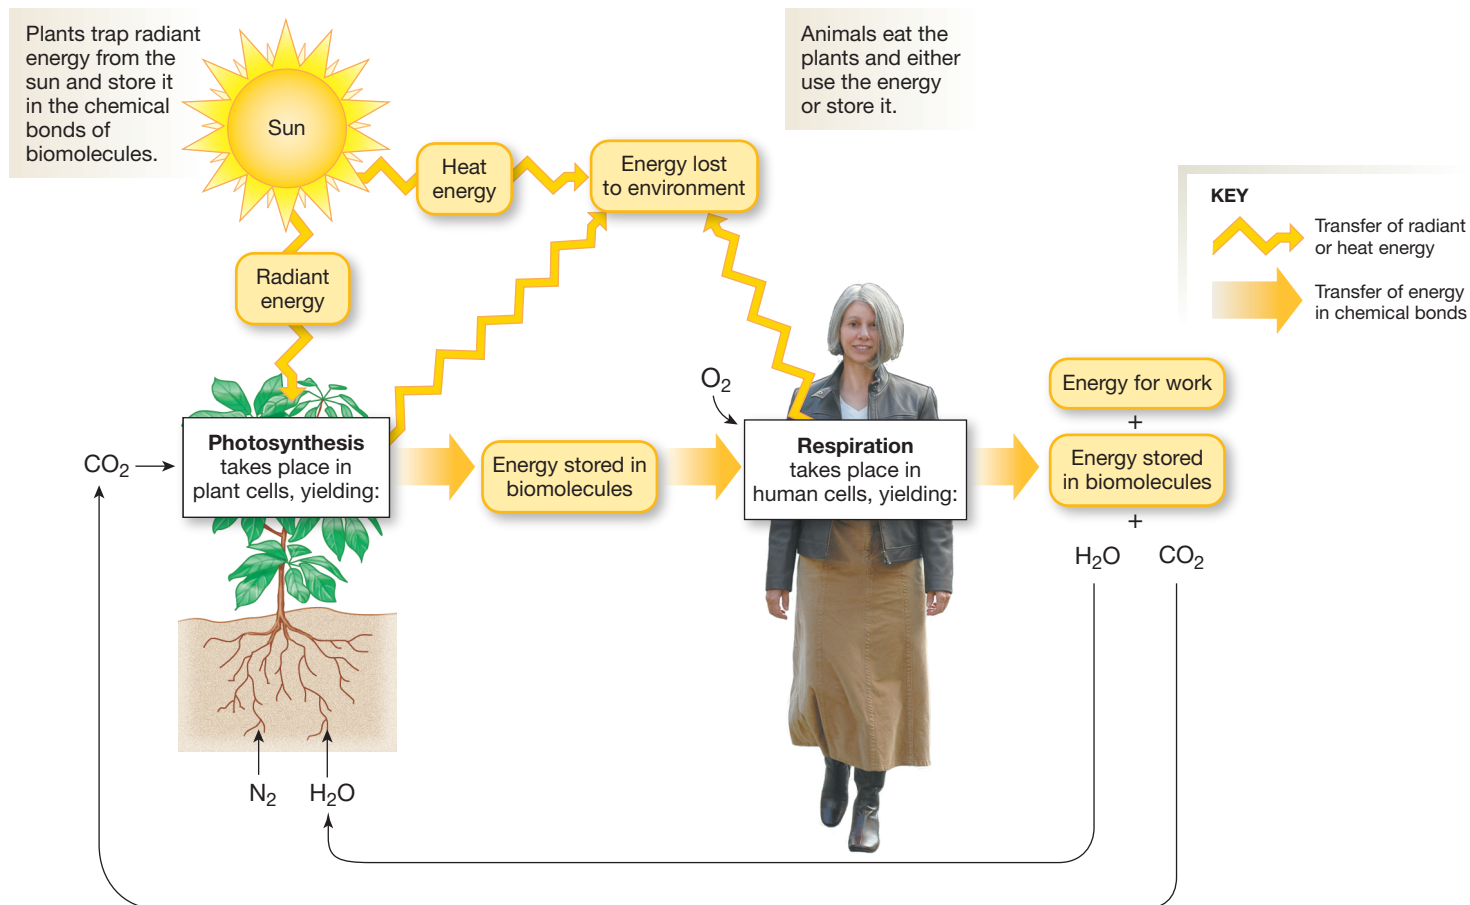 Plants trap radiant
energy from the
sun and store it
in the chemical
bonds of
biomolecules.
Sun
Heat
energy
Energy lost
to environment
Radiant
energy
Animals eat the
plants and either
use the energy
or store it.
KEY
Transfer of radiant
or heat energy
Transfer of energy
in chemical bonds
CO₂
Photosynthesis
takes place in
plant cells, yielding:
Energy stored in
biomolecules
O₂
Respiration
takes place in
human cells, yielding:
Energy for work
+
Energy stored
in biomolecules
+
H₂O CO₂
N₂ H₂O